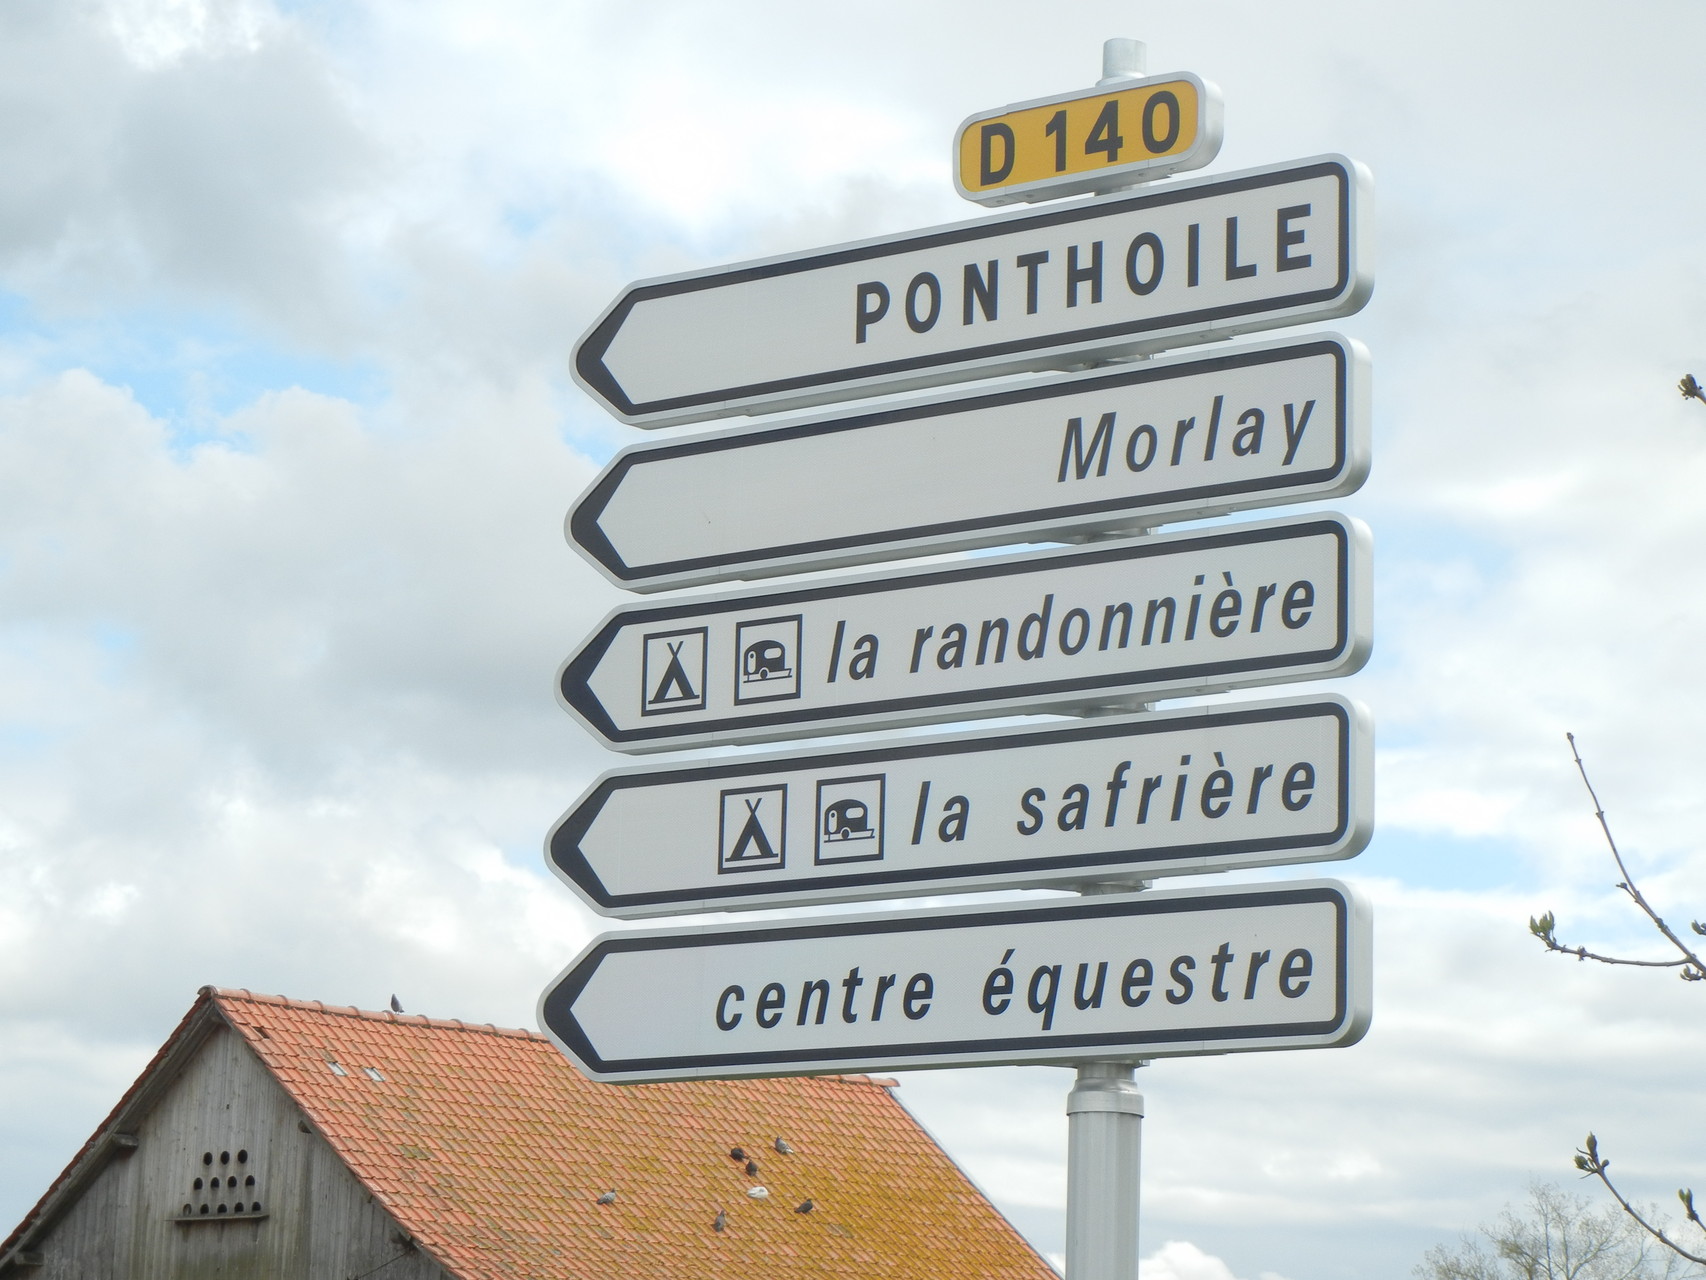 D 140
PONTHOILE
Morlay
la randonnière
la safrière
centre équestre